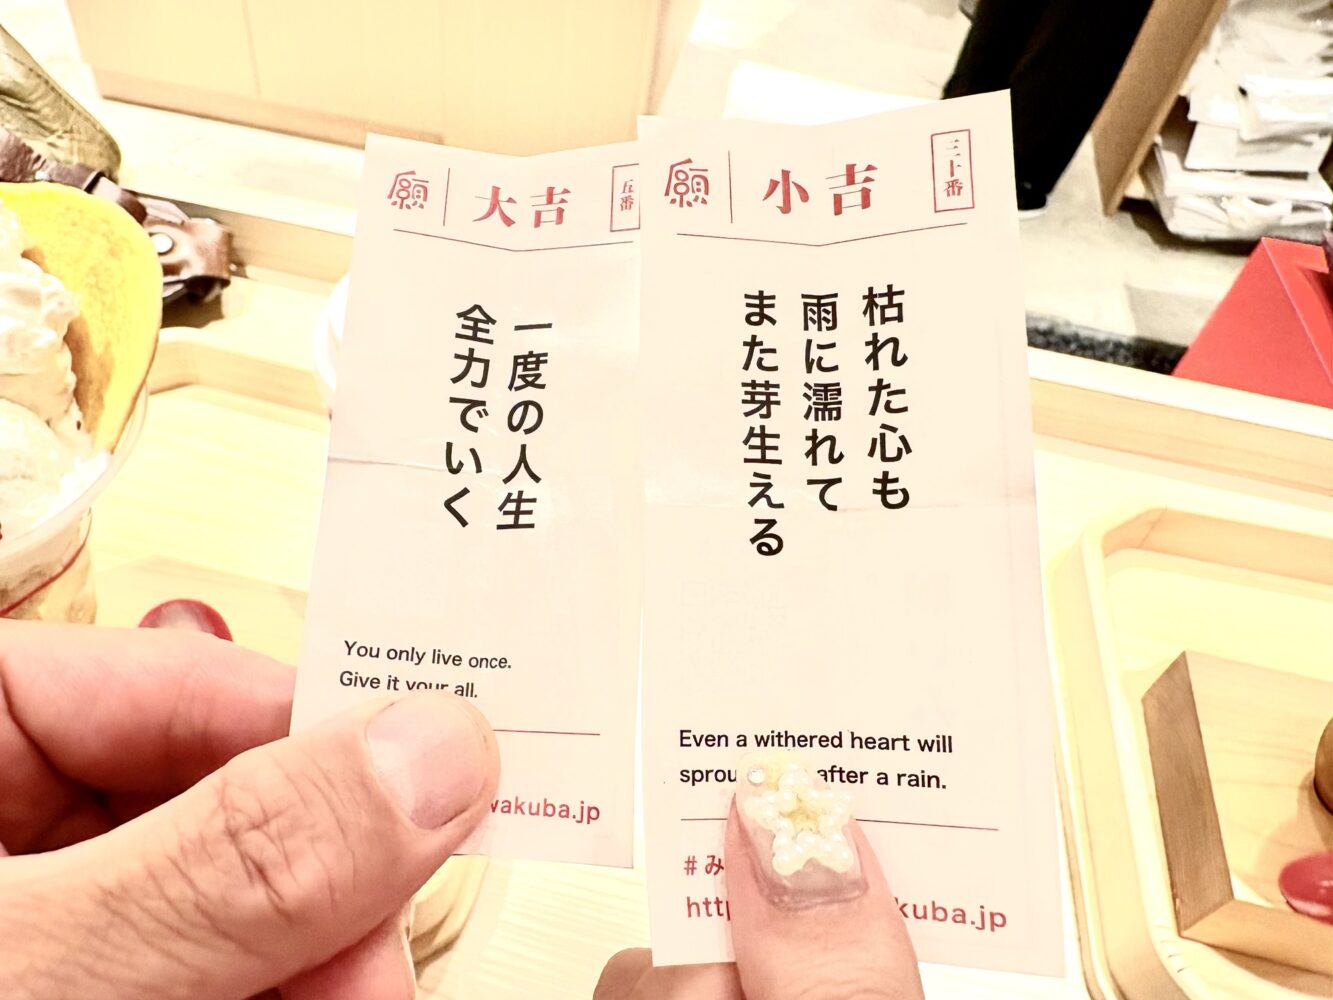 願
大吉
五番
一度の人生
全力でいく
You only live once.
Give it your all.
wakuba.jp
願
小吉
三十番
枯れた心も
雨に濡れて
また芽生える
Even a withered heart will
after a rain.
#み
kuba.jp